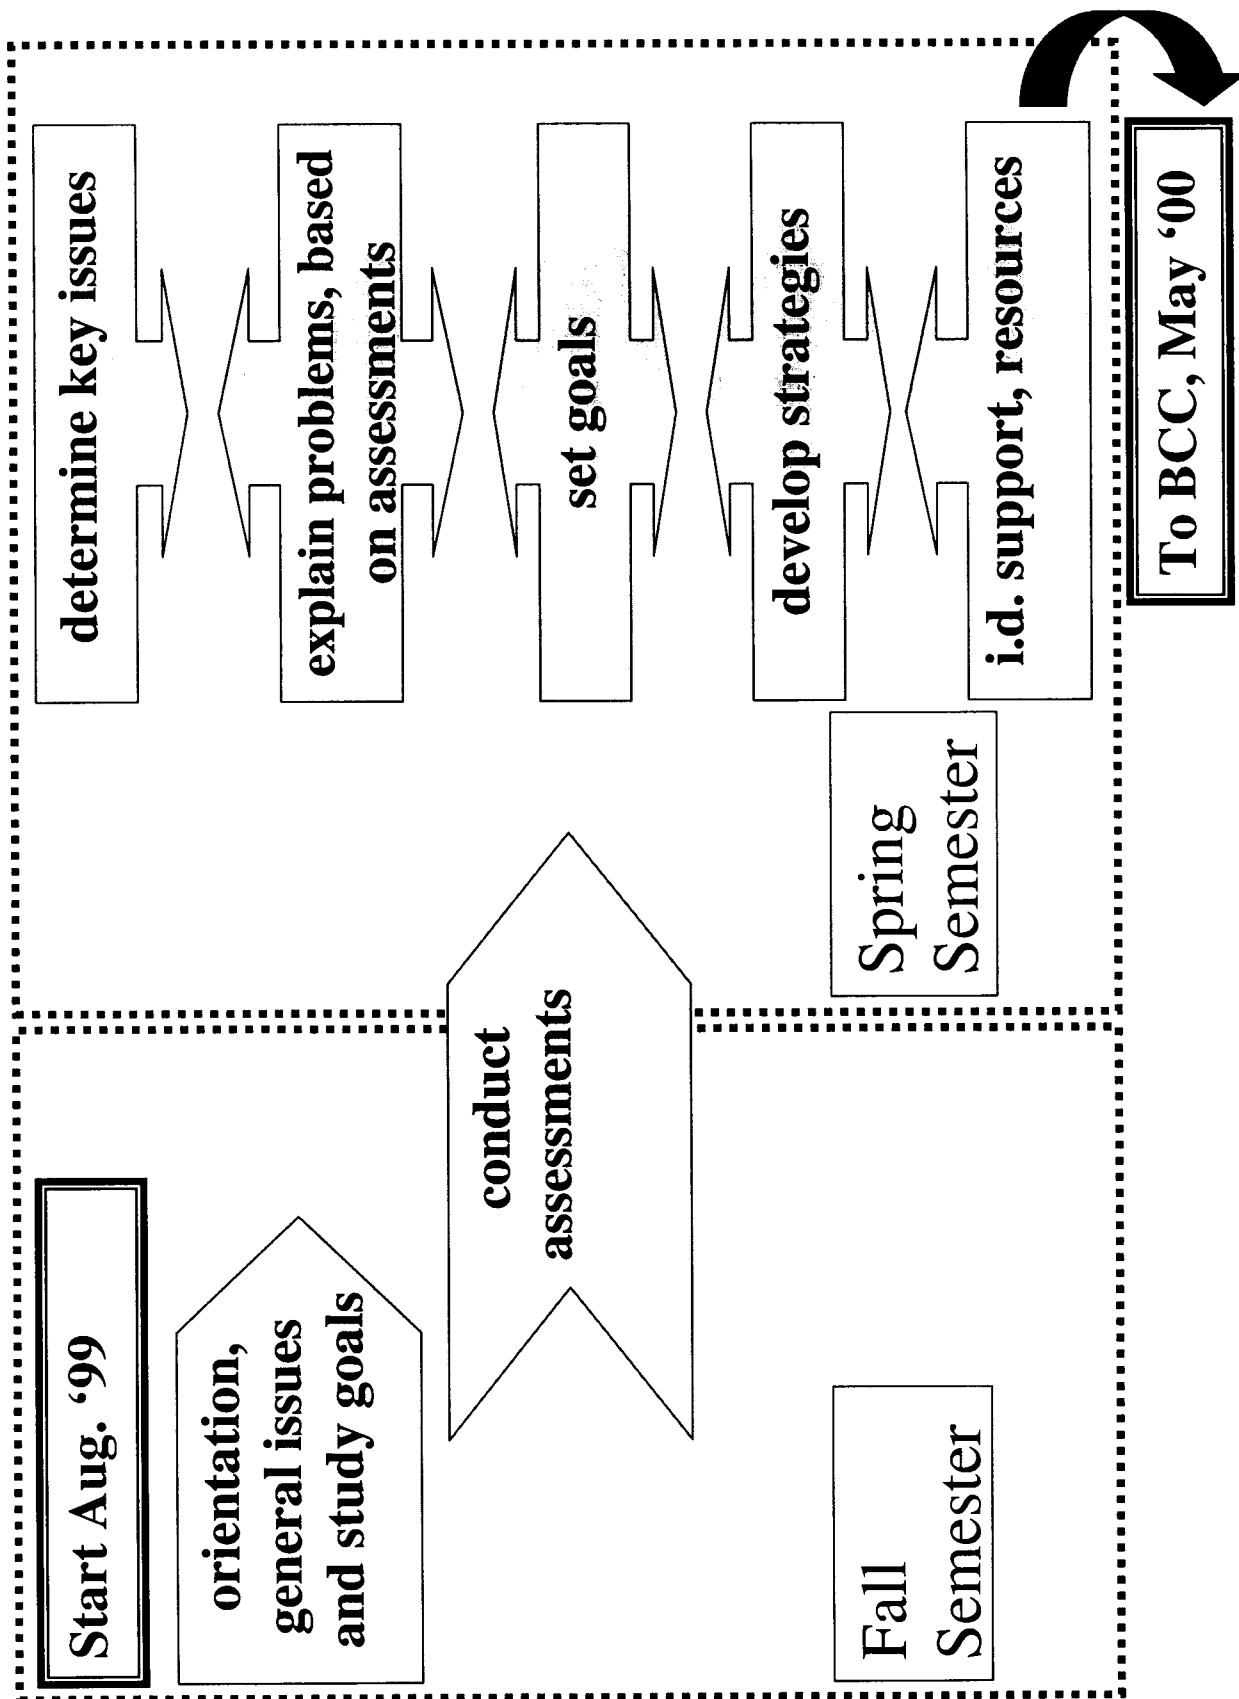 Start Aug. ‘99
orientation,
general issues
and study goals
conduct
assessments
Fall
Semester
determine key issues
explain problems, based
on assessments
set goals
develop strategies
i.d. support, resources
Spring
Semester
To BCC, May ‘00